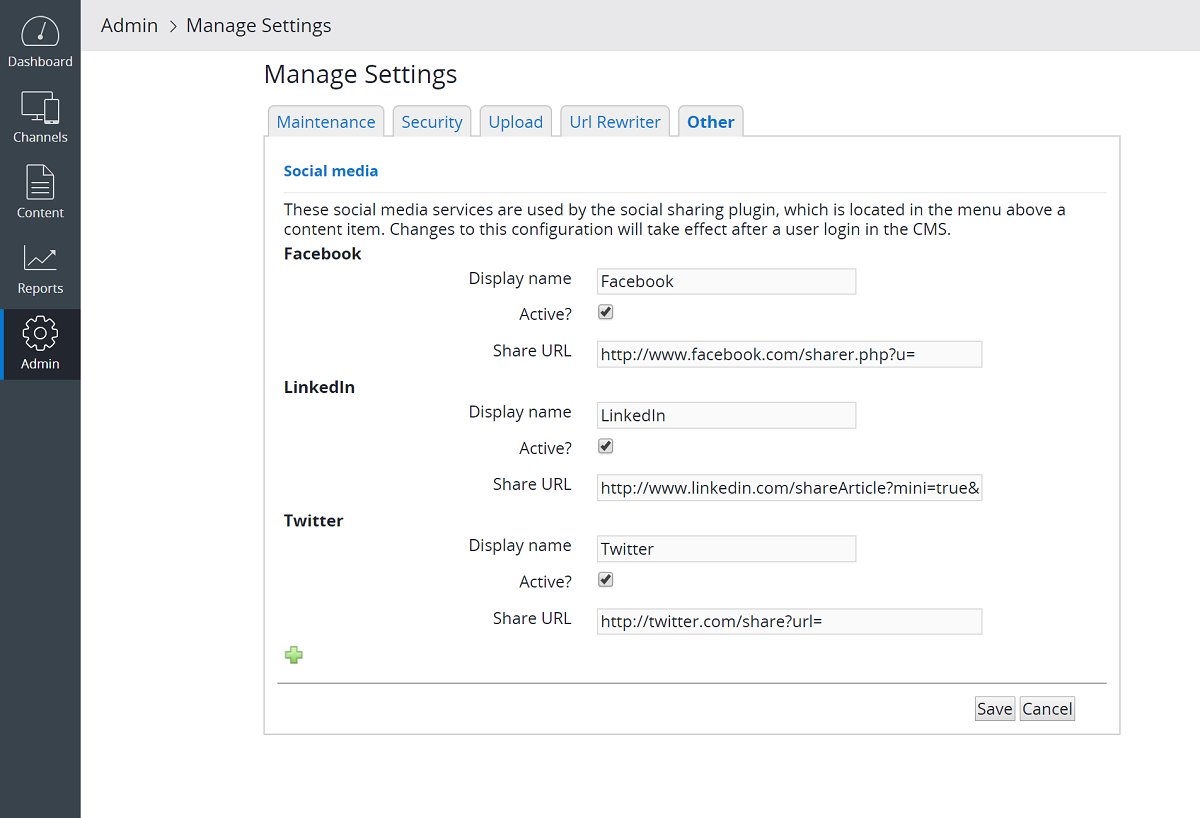 Admin > Manage Settings
Dashboard
Channels
Content
Reports
Admin
Manage Settings
Maintenance Security Upload Url Rewriter Other
Social media
These social media services are used by the social sharing plugin, which is located in the menu above a
content item. Changes to this configuration will take effect after a user login in the CMS.
Facebook
Display name Facebook
Active?
Share URL http://www.facebook.com/sharer.php?u=
LinkedIn
Display name LinkedIn
Active?
Share URL http://www.linkedin.com/shareArticle?mini=true&
Twitter
Display name Twitter
Active?
Share URL http://twitter.com/share?url=
Save Cancel